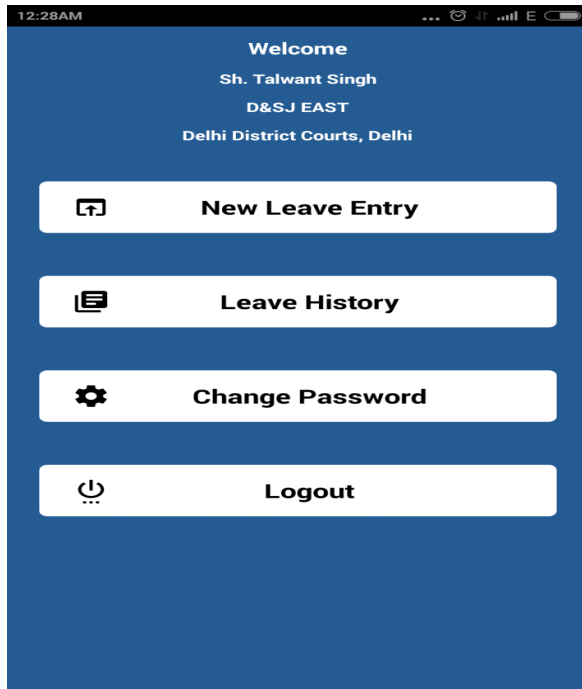 12:28AM ... E
Welcome
Sh. Talwant Singh
D&SJ EAST
Delhi District Courts, Delhi
New Leave Entry
Leave History
Change Password
Logout